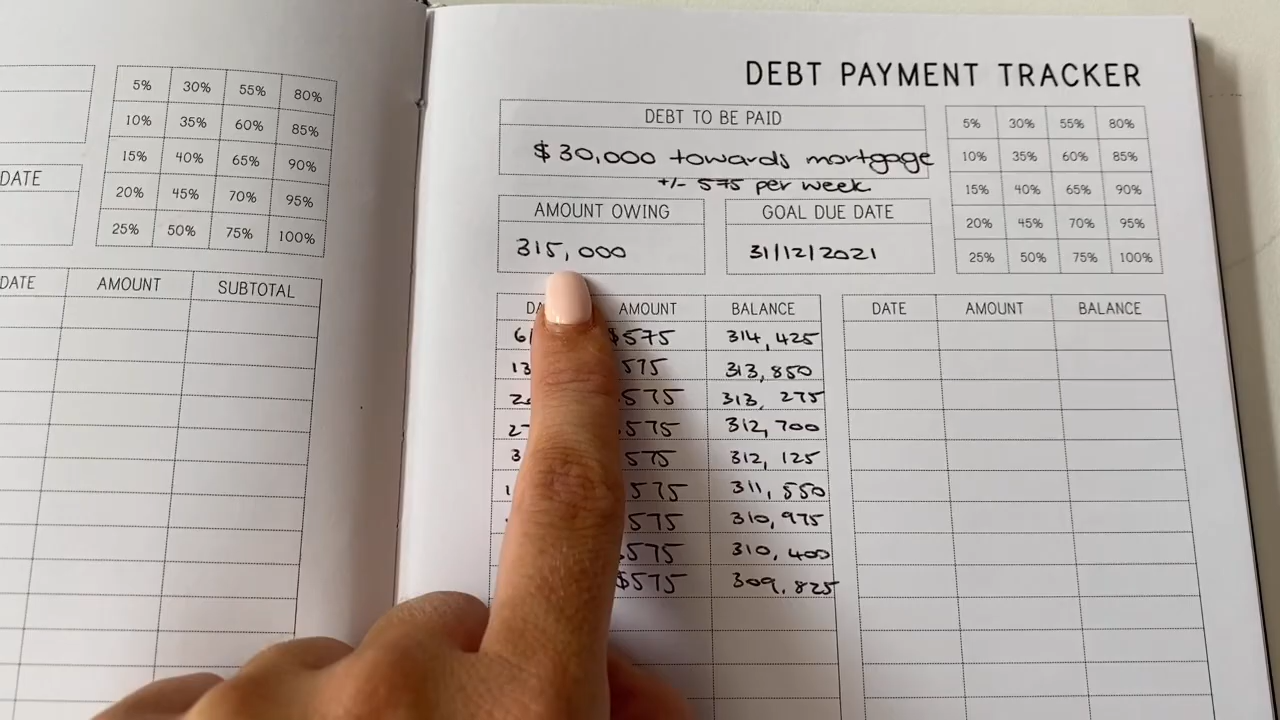 5% 30% 55% 80%
10% 35% 60% 85%
15% 40% 65% 90%
20% 45% 70% 95%
25% 50% 75% 100%
DATE
DATE AMOUNT SUBTOTAL
DEBT PAYMENT TRACKER
DEBT TO BE PAID
$30,000 towards mortgage
+/- 575 per week
AMOUNT OWING
315,000
GOAL DUE DATE
31/12/2021
5% 30% 55% 80%
10% 35% 60% 85%
15% 40% 65% 90%
20% 45% 70% 95%
25% 50% 75% 100%
AMOUNT BALANCE
$575 314,425
575 313,850
575 313,275
575 312,700
575 312,125
575 311,550
575 310,975
575 310,400
$575 309,825
DATE AMOUNT BALANCE